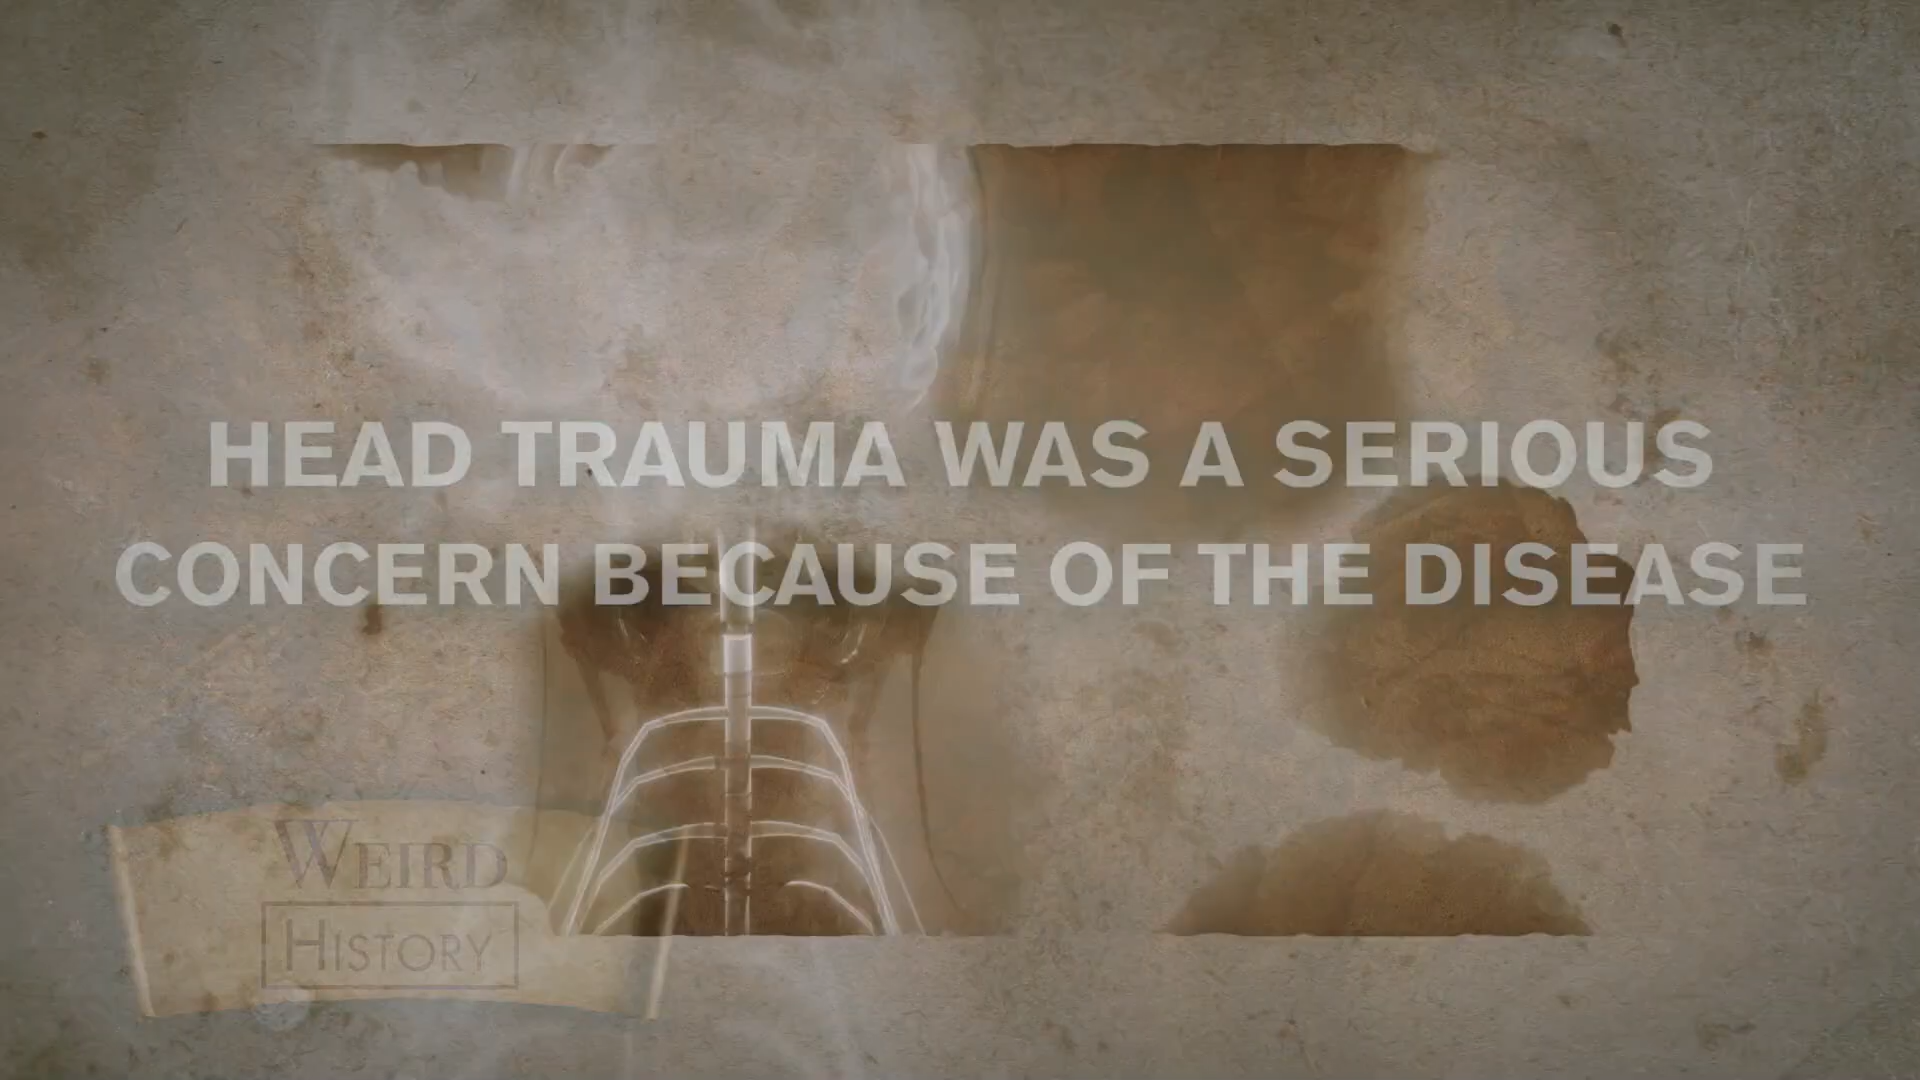 HEAD TRAUMA WAS A SERIOUS
CONCERN BECAUSE OF THE DISEASE
WEIRD
HISTORY